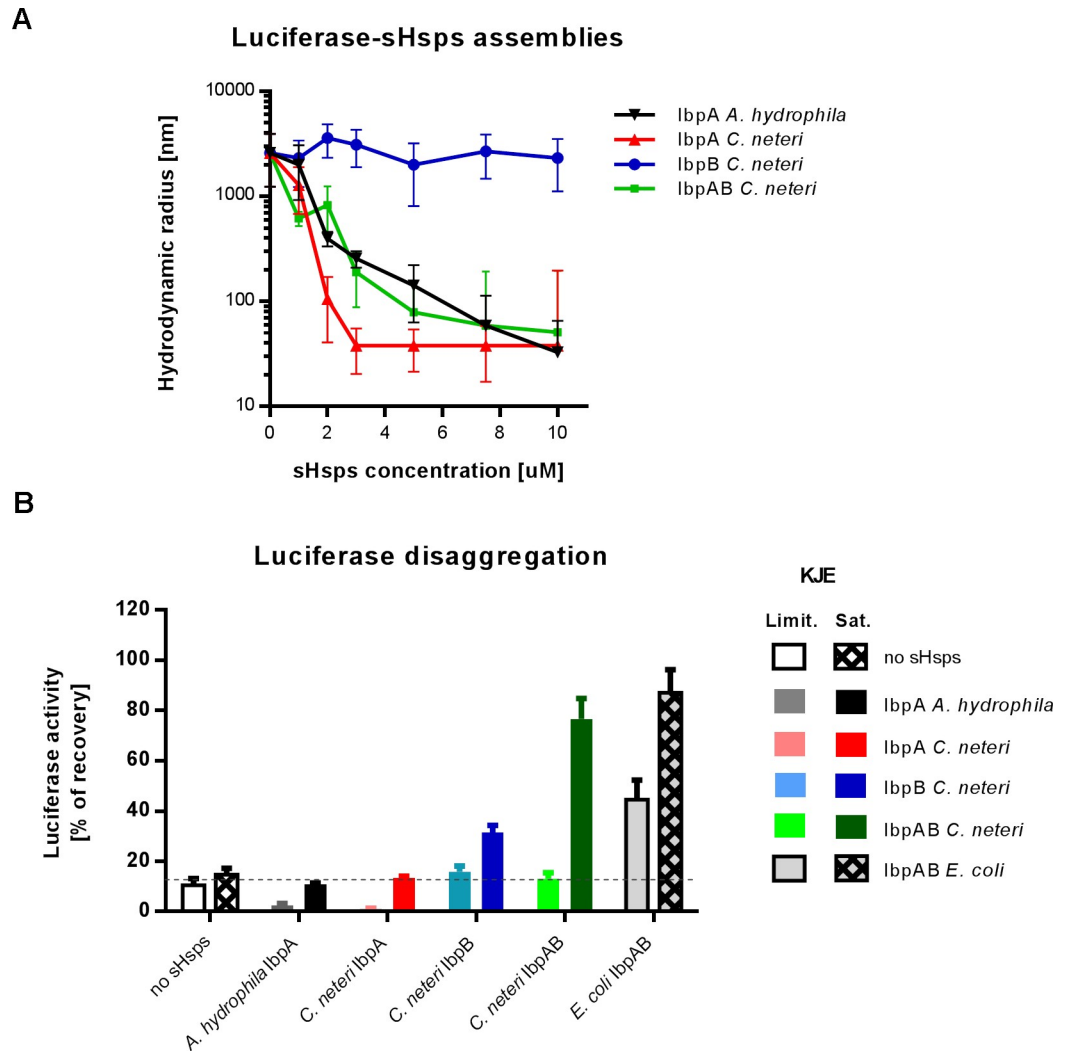 A
Luciferase-sHsps assemblies
Hydrodynamic radius [nm]
10000
1000
100
10
0 2 4 6 8 10
sHsps concentration [uM]
IbpA A. hydrophila
IbpA C. neteri
IbpB C. neteri
IbpAB C. neteri
B
Luciferase disaggregation
Luciferase activity
[% of recovery]
120
100
80
60
40
20
0
no sHsps
A. hydrophila IbpA
C. neteri IbpA
C. neteri IbpB
C. neteri IbpAB
E. coli IbpAB
KJE
Limit. Sat.
no sHsps
IbpA A. hydrophila
IbpA C. neteri
IbpB C. neteri
IbpAB C. neteri
IbpAB E. coli